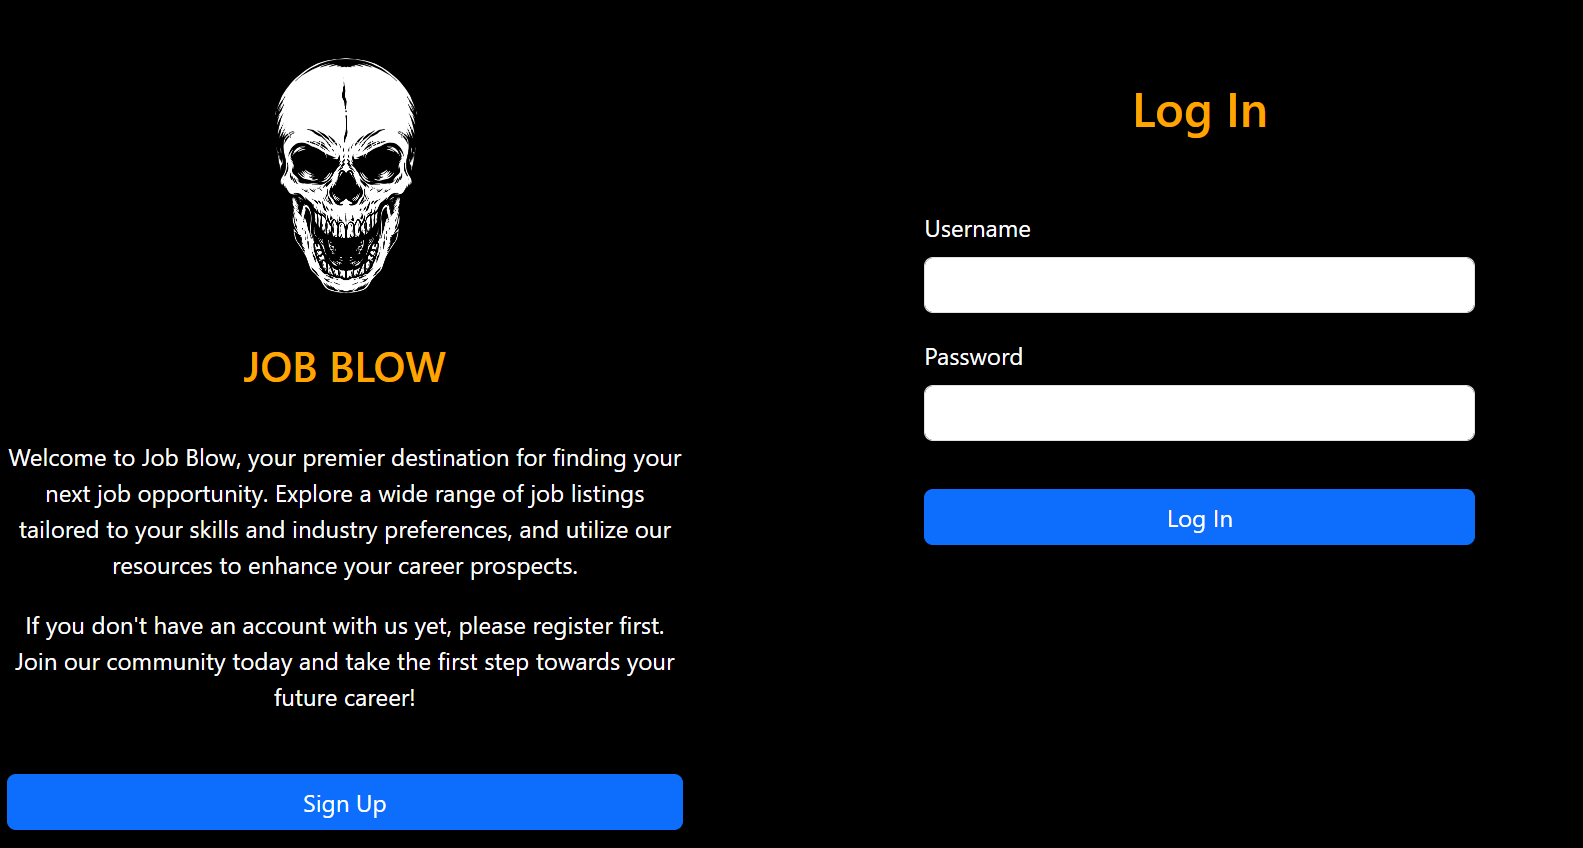 JOB BLOW
Welcome to Job Blow, your premier destination for finding your
next job opportunity. Explore a wide range of job listings
tailored to your skills and industry preferences, and utilize our
resources to enhance your career prospects.
If you don't have an account with us yet, please register first.
Join our community today and take the first step towards your
future career!
Sign Up
Log In
Username
Password
Log In